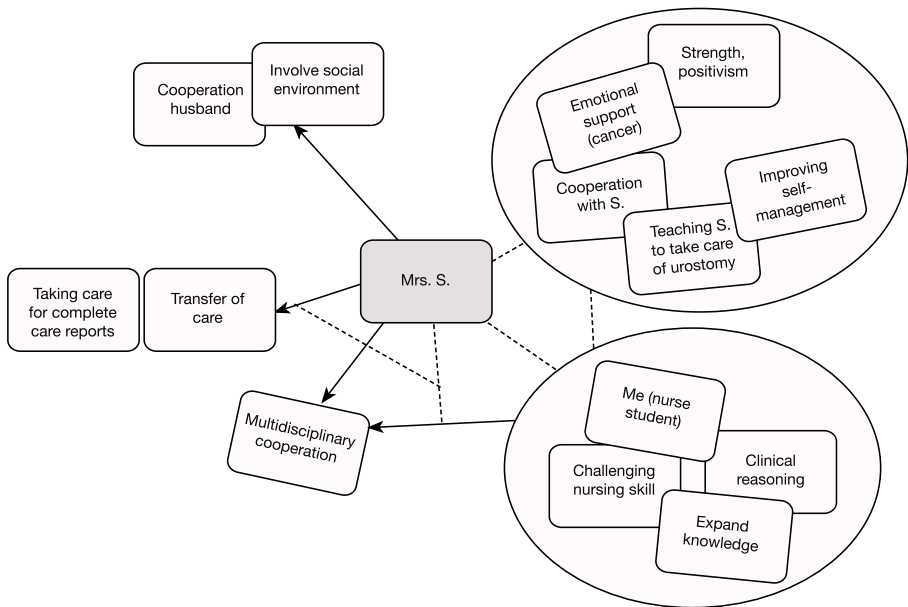 Strength,
positivism
Involve social
environment
Cooperation
husband
Emotional
support
(cancer)
Improving
self-
management
Cooperation
with S.
Teaching S.
to take care
of urostomy
Mrs. S.
Taking care
for complete
care reports
Transfer of
care
Multidisciplinary
cooperation
Me (nurse
student)
Challenging
nursing skill
Clinical
reasoning
Expand
knowledge